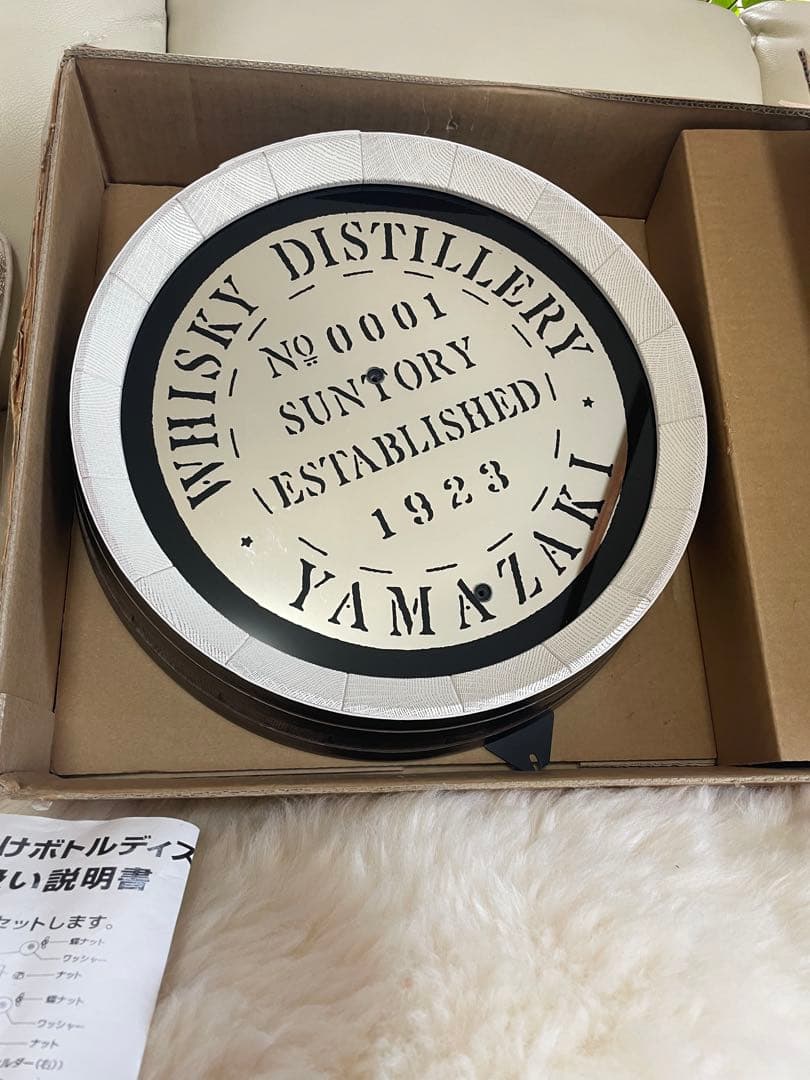 WHISKY DISTILLERY
No 0001
SUNTORY
ESTABLISHED
1923
YAMAZAKI
けボトルディス
い説明書
セットします。
蝶ナット
ワッシャー
ナット
蝶ナット
ワッシャー
ナット
ルダー(右))